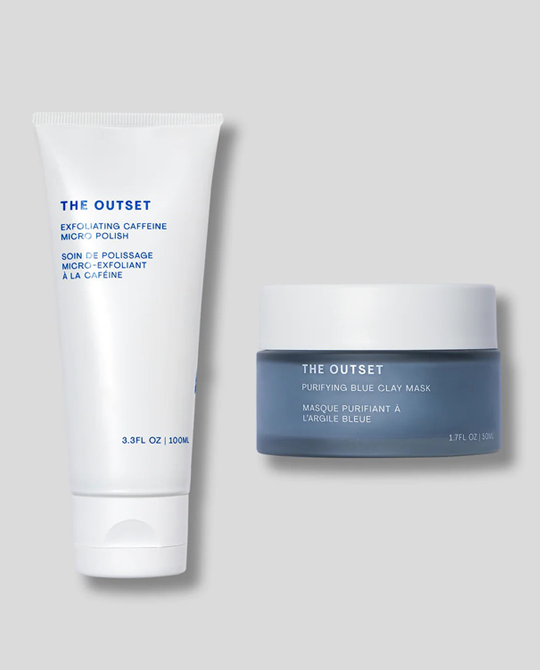 THE OUTSET
EXFOLIATING CAFFEINE
MICRO POLISH
SOIN DE POLISSAGE
MICRO-EXFOLIANT
À LA CAFÉINE
3.3FL OZ | 100ML
THE OUTSET
PURIFYING BLUE CLAY MASK
MASQUE PURIFIANT À
L'ARGILE BLEUE
1.7FL OZ | 50ML